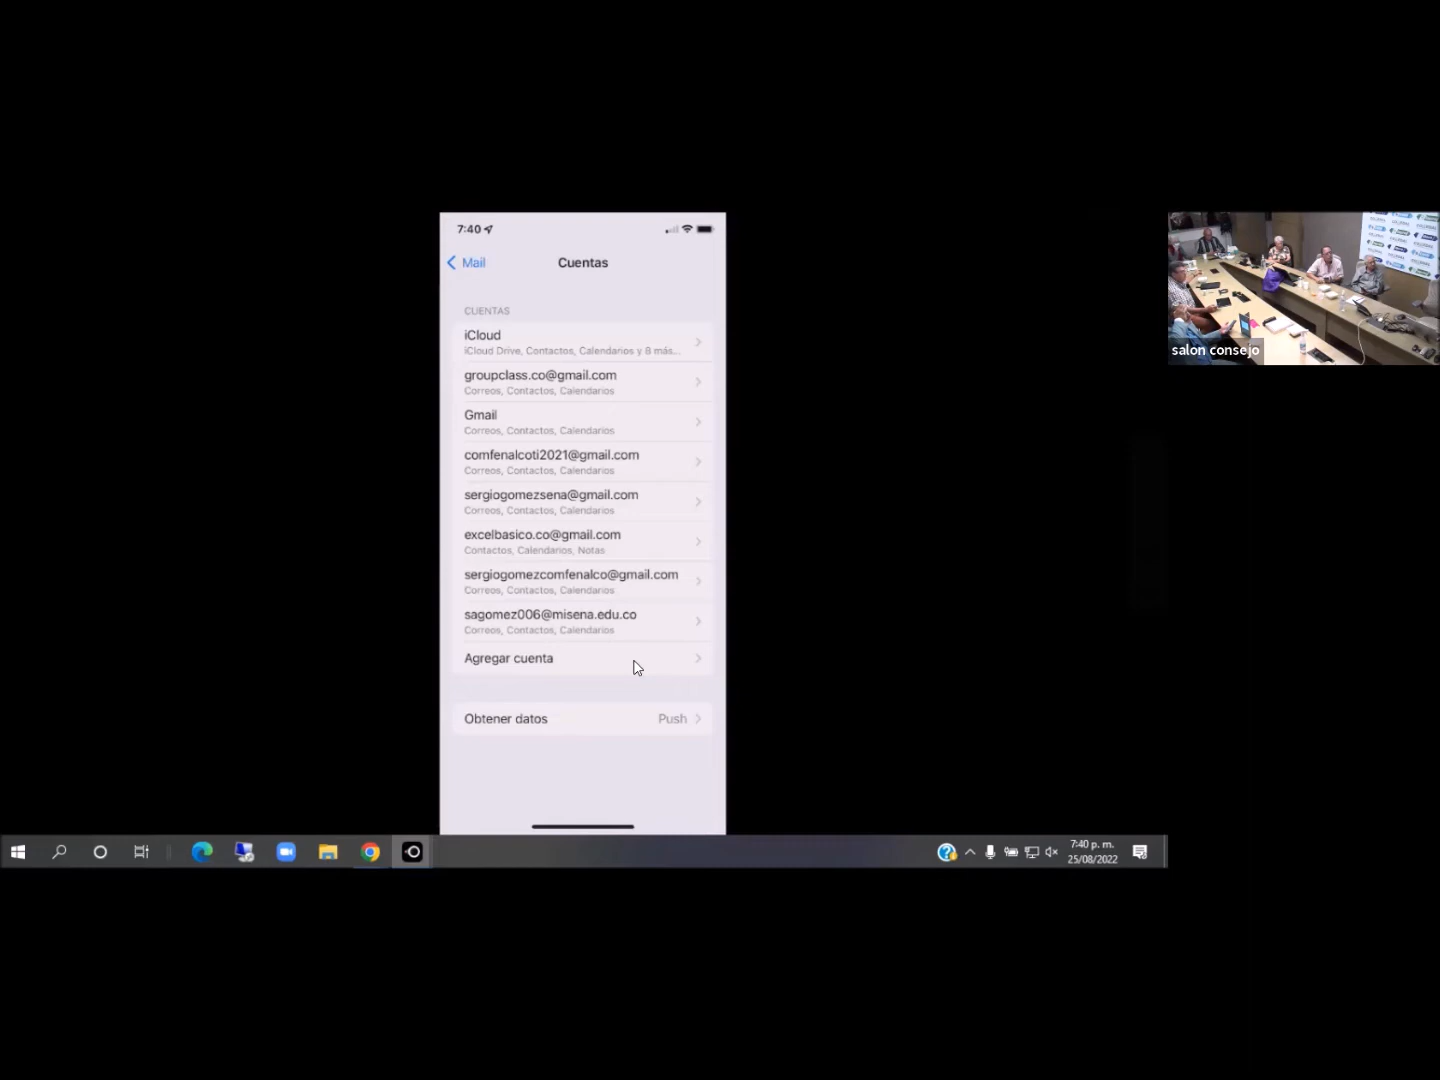 7:40
Mail
Cuentas
CUENTAS
iCloud
iCloud Drive, Contactos, Calendarios y 8 más...
groupclass.co@gmail.com
Correos, Contactos, Calendarios
Gmail
Correos, Contactos, Calendarios
comfenalcoti2021@gmail.com
Correos, Contactos, Calendarios
sergiogomezsena@gmail.com
Correos, Contactos, Calendarios
excelbasico.co@gmail.com
Contactos, Calendarios, Notas
sergiogomezcomfenalco@gmail.com
Correos, Contactos, Calendarios
sagomez006@misena.edu.co
Correos, Contactos, Calendarios
Agregar cuenta
Obtener datos Push
salon consejo
7:40 p. m.
25/08/2022